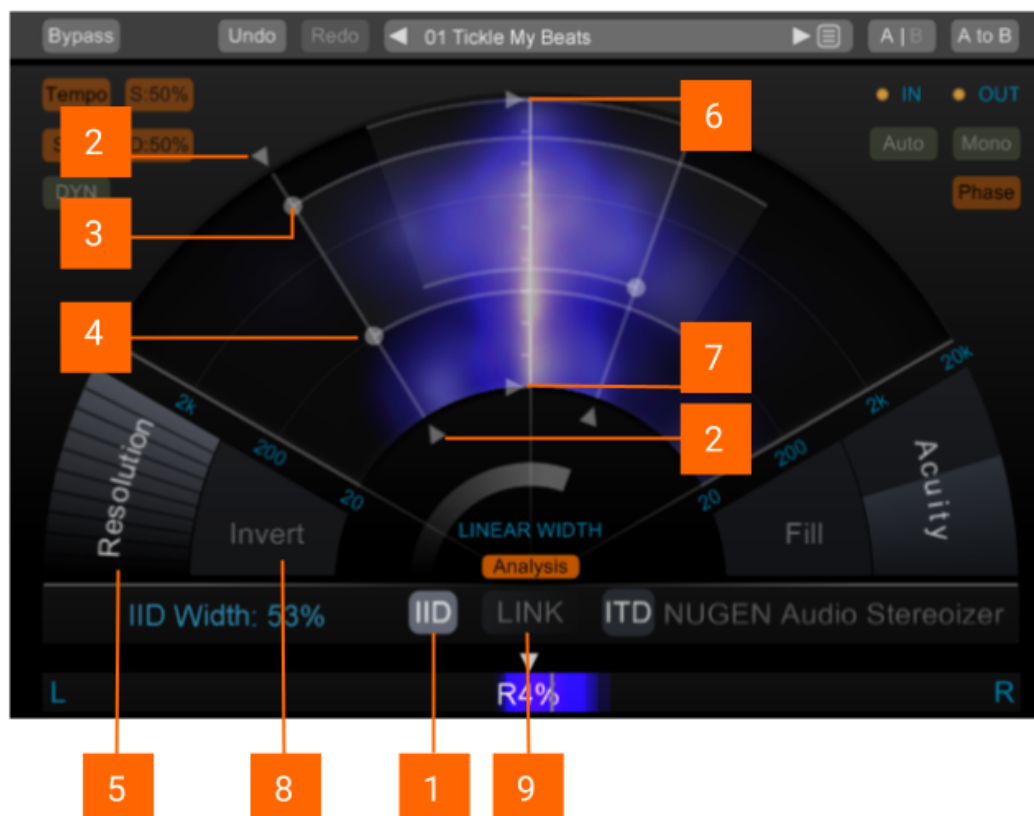 Bypass Undo Redo 01 Tickle My Beats A | B A to B
Tempo S:50% IN OUT
2 6
D:50% Auto Mono
DYN Phase
3
4 7
20k
2k 2k
2
200 200
20 20
Resolution Invert LINEAR WIDTH Fill Acuity
Analysis
IID Width: 53% IID LINK ITD NUGEN Audio Stereoizer
L R4% R
5 8 1 9